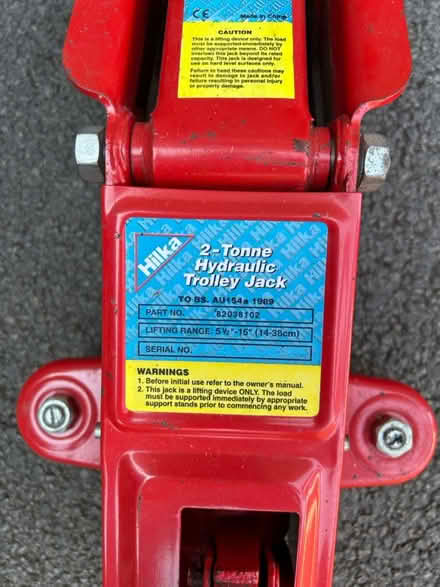 CE Made in China
CAUTION
This is a lifting device only. The load
must be supported immediately by
other appropriate means. DO NOT
overload this jack beyond its rated
capacity. This jack is designed for
use on hard level surfaces only.
Failure to heed these cautions may
result in damage to jack and/or
failure resulting in personal injury
or property damage.
Hilka
2-Tonne
Hydraulic
Trolley Jack
TO BS. AU154a 1989
PART NO. 82038102
LIFTING RANGE: 5½"-15" (14-38cm)
SERIAL NO.
WARNINGS
1. Before initial use refer to the owner's manual.
2. This is a lifting device ONLY. The load
must be supported immediately by appropriate
support stands prior to commencing any work.